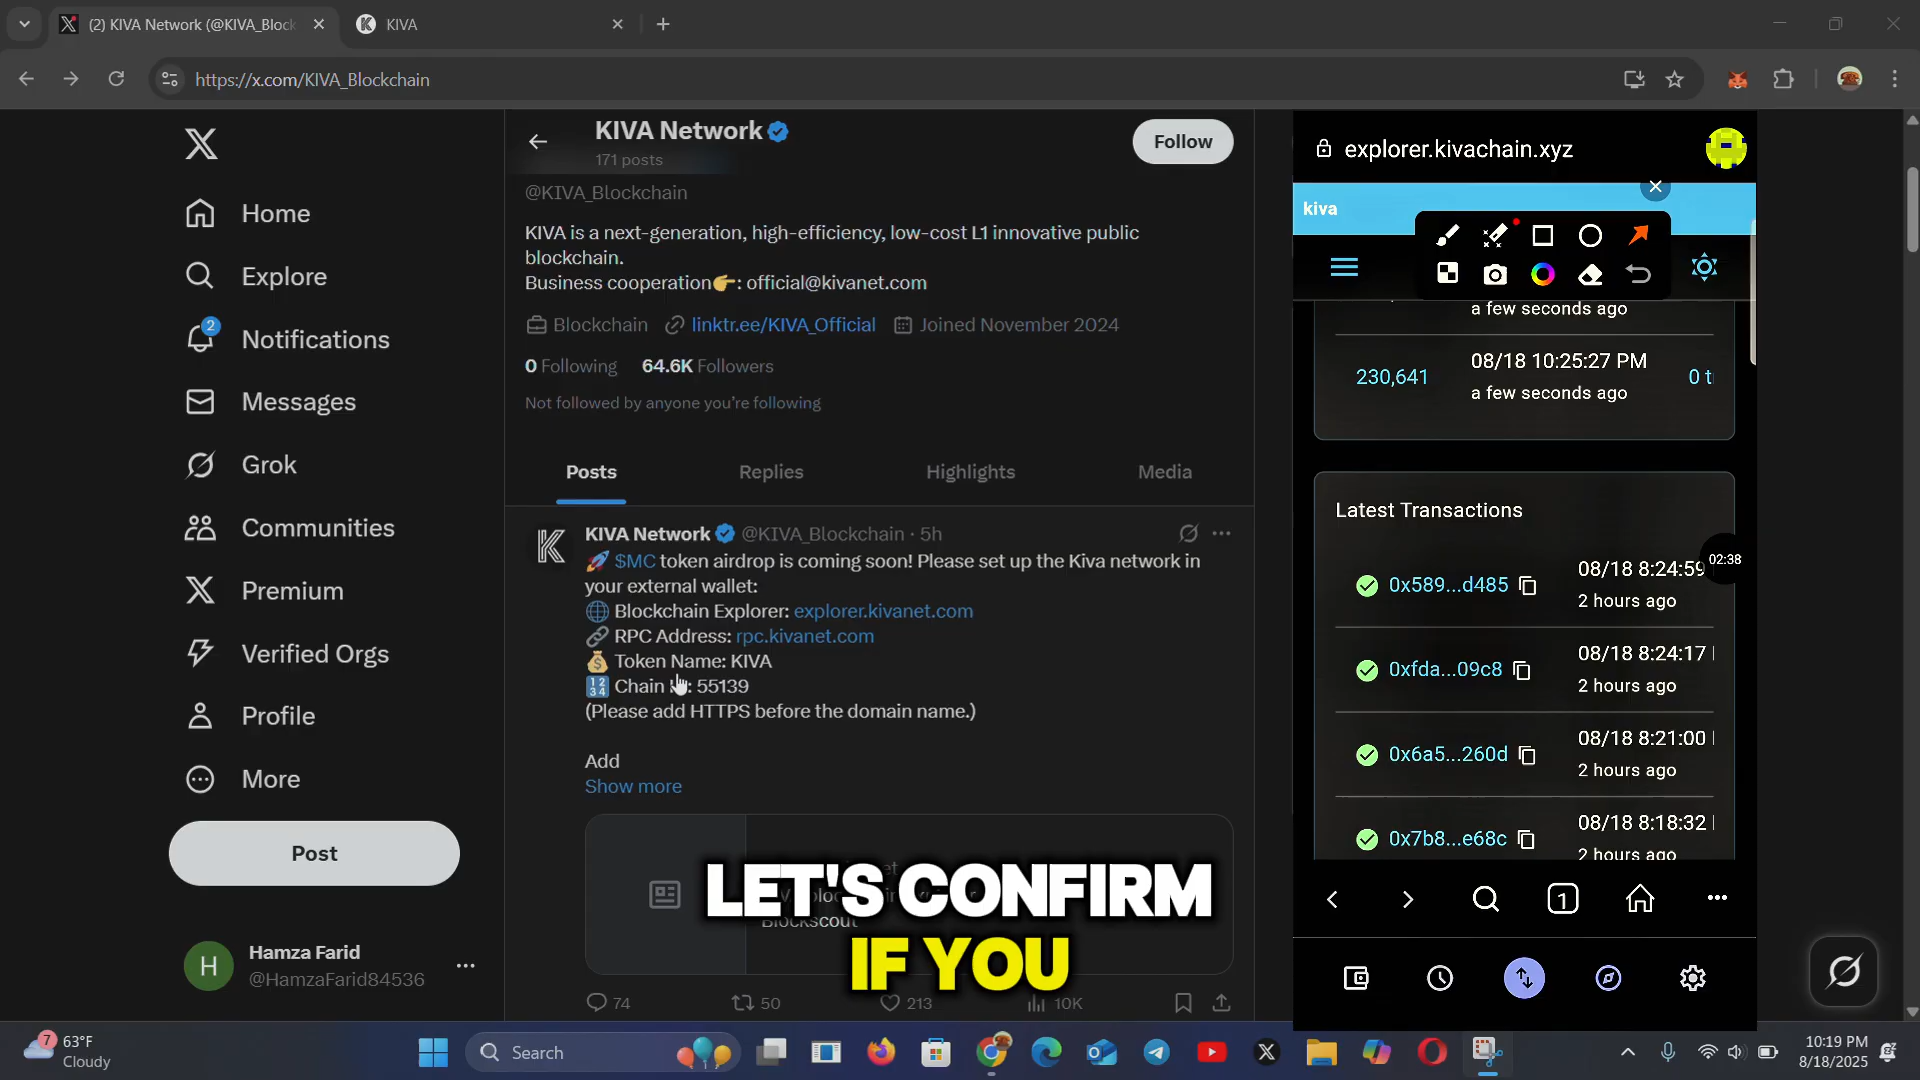 (2) KIVA Network (@KIVA_Block
KIVA
https://x.com/KIVA_Blockchain
Home
Explore
2
Notifications
Messages
Grok
Communities
Premium
Verified Orgs
Profile
More
Post
H
Hamza Farid
@HamzaFarid84536
KIVA Network
171 posts
Follow
@KIVA_Blockchain
KIVA is a next-generation, high-efficiency, low-cost L1 innovative public
blockchain.
Business cooperation👉: official@kivanet.com
Blockchain linktr.ee/KIVA_Official Joined November 2024
0 Following 64.6K Followers
Not followed by anyone you're following
Posts Replies Highlights Media
KIVA Network @KIVA_Blockchain · 5h
🚀 $MC token airdrop is coming soon! Please set up the Kiva network in
your external wallet:
🌐 Blockchain Explorer: explorer.kivanet.com
🔗 RPC Address: rpc.kivanet.com
💰 Token Name: KIVA
🔢 Chain : 55139
(Please add HTTPS before the domain name.)
Add
Show more
Blockscout
74 50 213 10K
LET'S CONFIRM
IF YOU
explorer.kivachain.xyz
kiva
a few seconds ago
230,641
08/18 10:25:27 PM
0 t
a few seconds ago
Latest Transactions
0x589...d485
08/18 8:24:59
2 hours ago
02:38
0xfda...09c8
08/18 8:24:17
2 hours ago
0x6a5...260d
08/18 8:21:00
2 hours ago
0x7b8...e68c
08/18 8:18:32
2 hours ago
1
7
63°F
Cloudy
Search
10:19 PM
8/18/2025